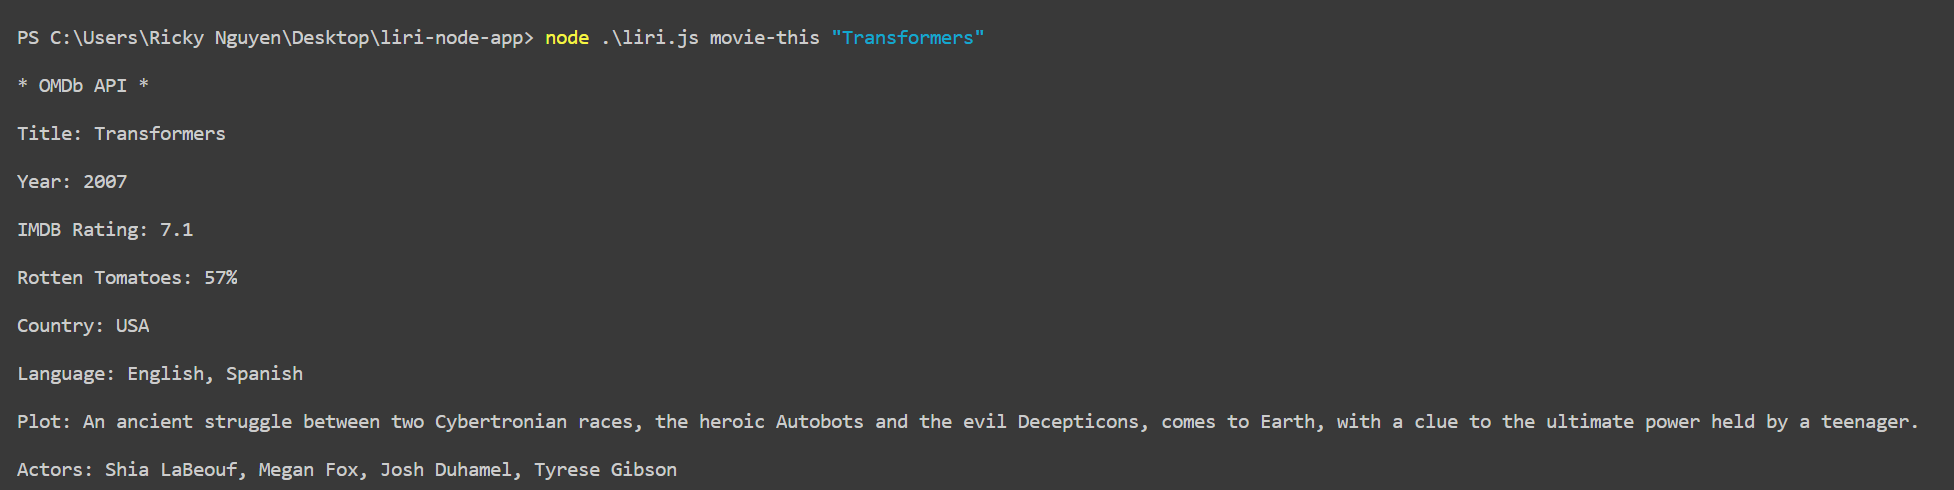 PS C:\Users\Ricky Nguyen\Desktop\liri-node-app> node .\liri.js movie-this "Transformers"
* OMDb API *
Title: Transformers
Year: 2007
IMDB Rating: 7.1
Rotten Tomatoes: 57%
Country: USA
Language: English, Spanish
Plot: An ancient struggle between two Cybertronian races, the heroic Autobots and the evil Decepticons, comes to Earth, with a clue to the ultimate power held by a teenager.
Actors: Shia LaBeouf, Megan Fox, Josh Duhamel, Tyrese Gibson